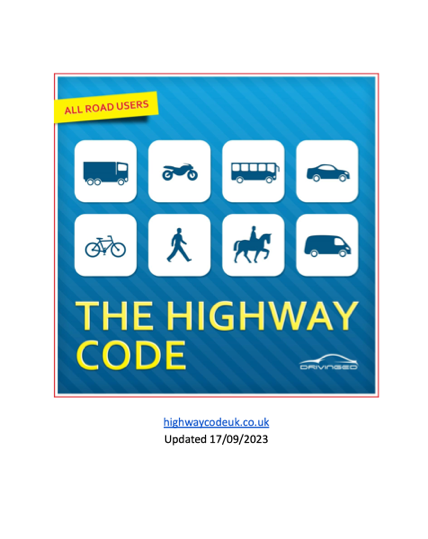 ALL ROAD USERS
THE HIGHWAY
CODE
DRIVINGED
highwaycodeuk.co.uk
Updated 17/09/2023